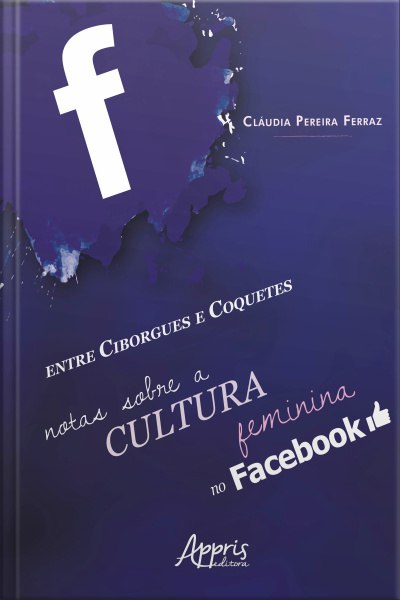 f
CLÁUDIA PEREIRA FERRAZ
ENTRE CIBORGUES E COQUETES
notas sobre a
CULTURA
feminina
no Facebook
Appris
editora